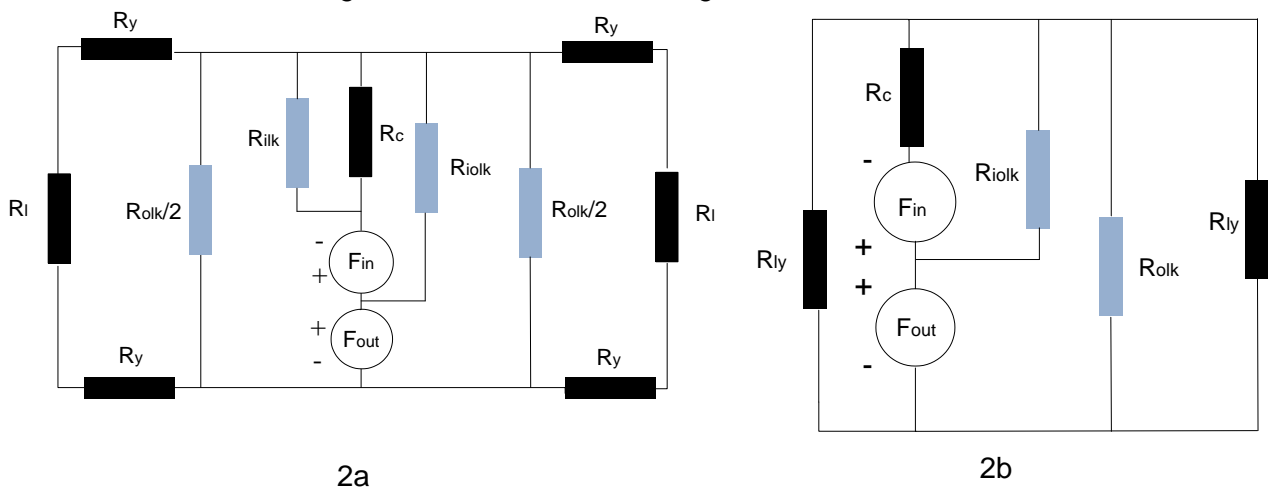 Ry
Ry
Rilk
Rc
Riolk
Rl
Rolk/2
Rolk/2
Rl
-
Fin
+
+
Fout
-
Ry
Ry
2a
Rc
-
Riolk
Fin
Rly
Rly
+
+
Rolk
Fout
-
2b